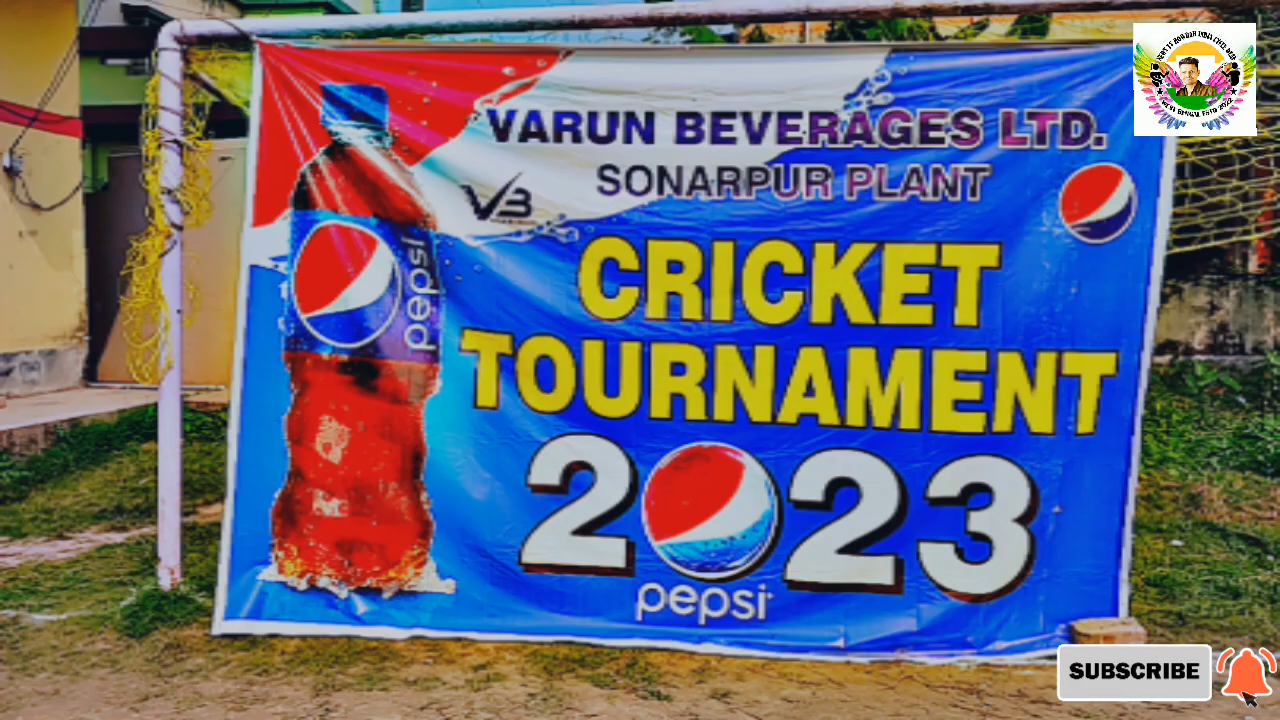 VARUN BEVERAGES LTD.
SONARPUR PLANT
VB
pepsi
CRICKET
TOURNAMENT
2023
pepsi
SUBSCRIBE